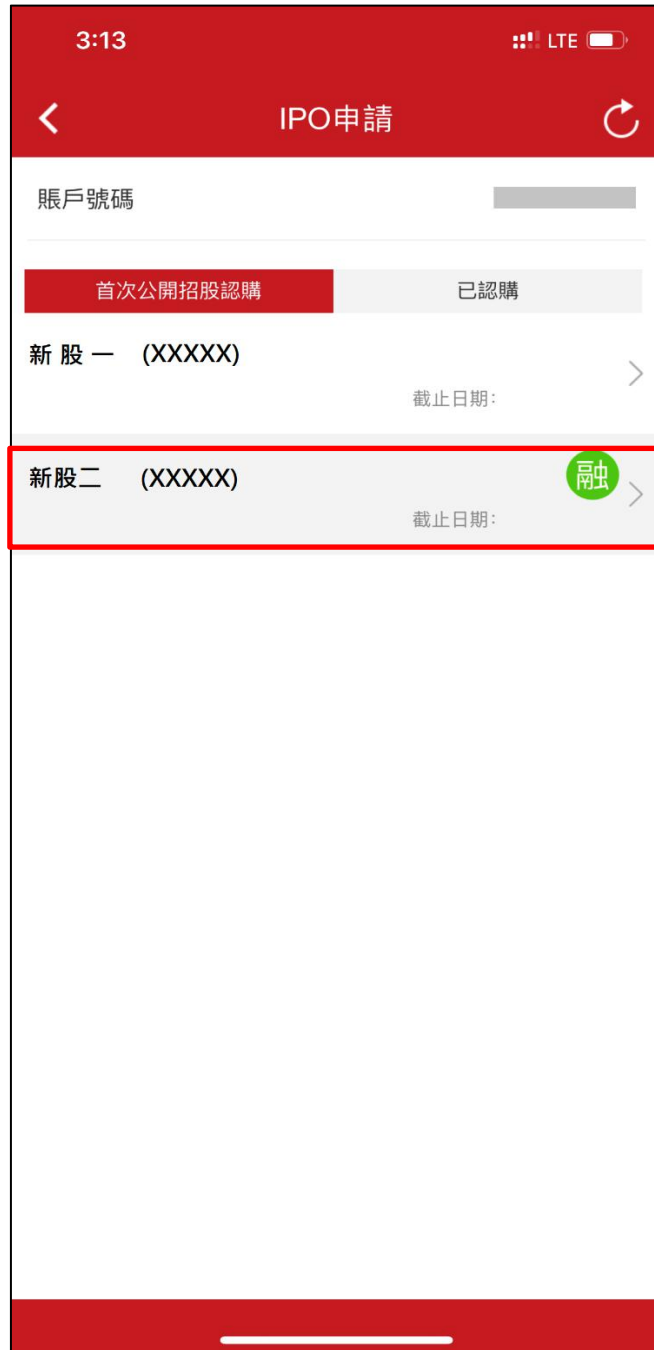 3:13 LTE
IPO申請
賬戶號碼
首次公開招股認購 已認購
新 股 一 (XXXXX)
截止日期:
新股二 (XXXXX) 融
截止日期: